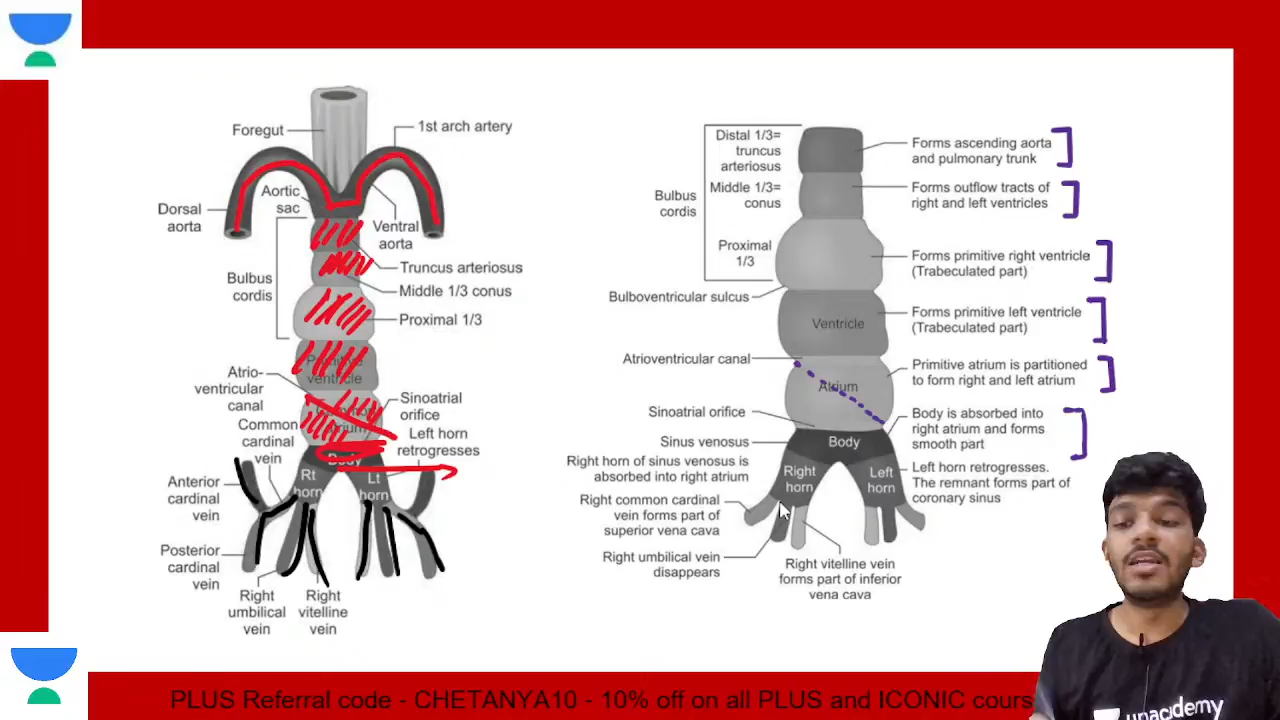 Foregut
1st arch artery
Aortic
sac
Dorsal
aorta
Ventral
aorta
Bulbus
cordis
Truncus arteriosus
Middle 1/3 conus
Proximal 1/3
Primitive
ventricle
Atrio-
ventricular
canal
Common
atrium
Sinoatrial
orifice
Common
cardinal
vein
Left horn
retrogresses
Body
Rt
horn
Lt
horn
Anterior
cardinal
vein
Posterior
cardinal
vein
Right
umbilical
vein
Right
vitelline
vein
Distal 1/3=
truncus
arteriosus
Middle 1/3=
conus
Bulbus
cordis
Proximal
1/3
Bulboventricular sulcus
Ventricle
Atrioventricular canal
Atrium
Sinoatrial orifice
Sinus venosus
Body
Right horn of sinus venosus is
absorbed into right atrium
Right
horn
Left
horn
Right common cardinal
vein forms part of
superior vena cava
Right umbilical vein
disappears
Right vitelline vein
forms part of inferior
vena cava
Forms ascending aorta
and pulmonary trunk
Forms outflow tracts of
right and left ventricles
Forms primitive right ventricle
(Trabeculated part)
Forms primitive left ventricle
(Trabeculated part)
Primitive atrium is partitioned
to form right and left atrium
Body is absorbed into
right atrium and forms
smooth part
Left horn retrogresses.
The remnant forms part of
coronary sinus
PLUS Referral code - CHETANYA10 - 10% off on all PLUS and ICONIC cours
unacademy